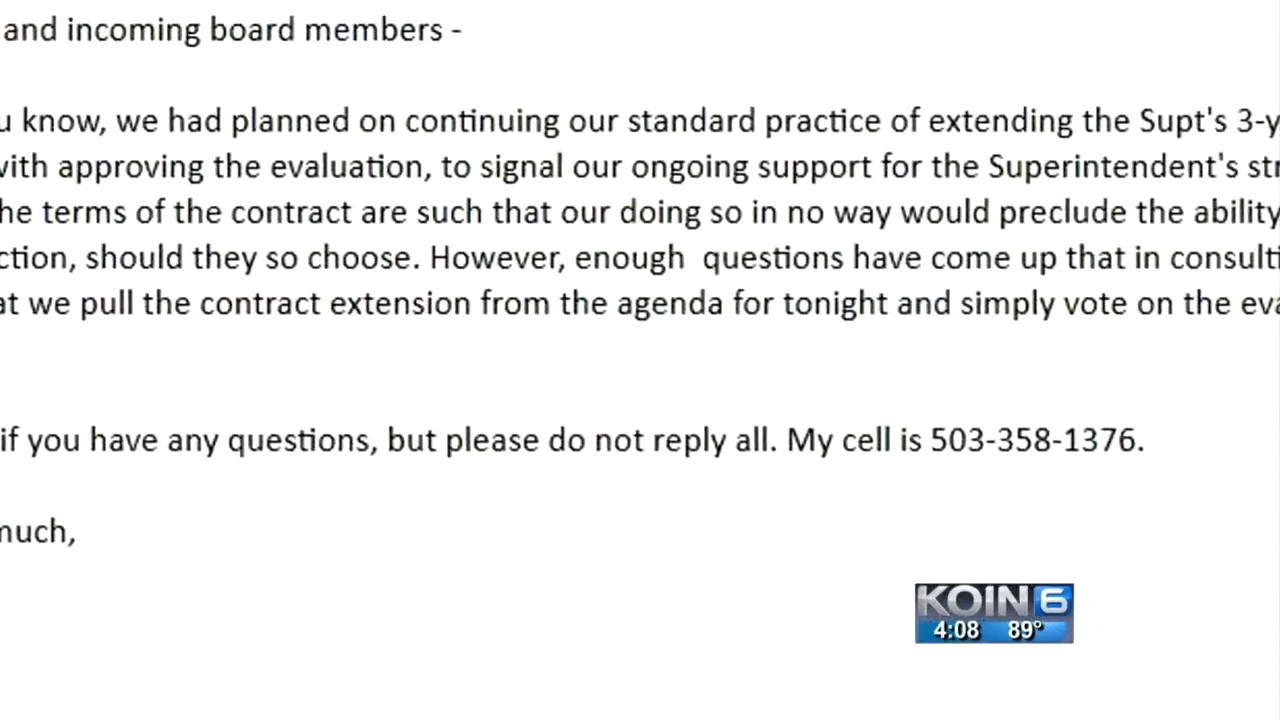 and incoming board members -
u know, we had planned on continuing our standard practice of extending the Supt's 3-y
with approving the evaluation, to signal our ongoing support for the Superintendent's str
he terms of the contract are such that our doing so in no way would preclude the ability
ction, should they so choose. However, enough  questions have come up that in consulti
at we pull the contract extension from the agenda for tonight and simply vote on the eva
if you have any questions, but please do not reply all. My cell is 503-358-1376.
much,
KOIN 6
4:08 89°